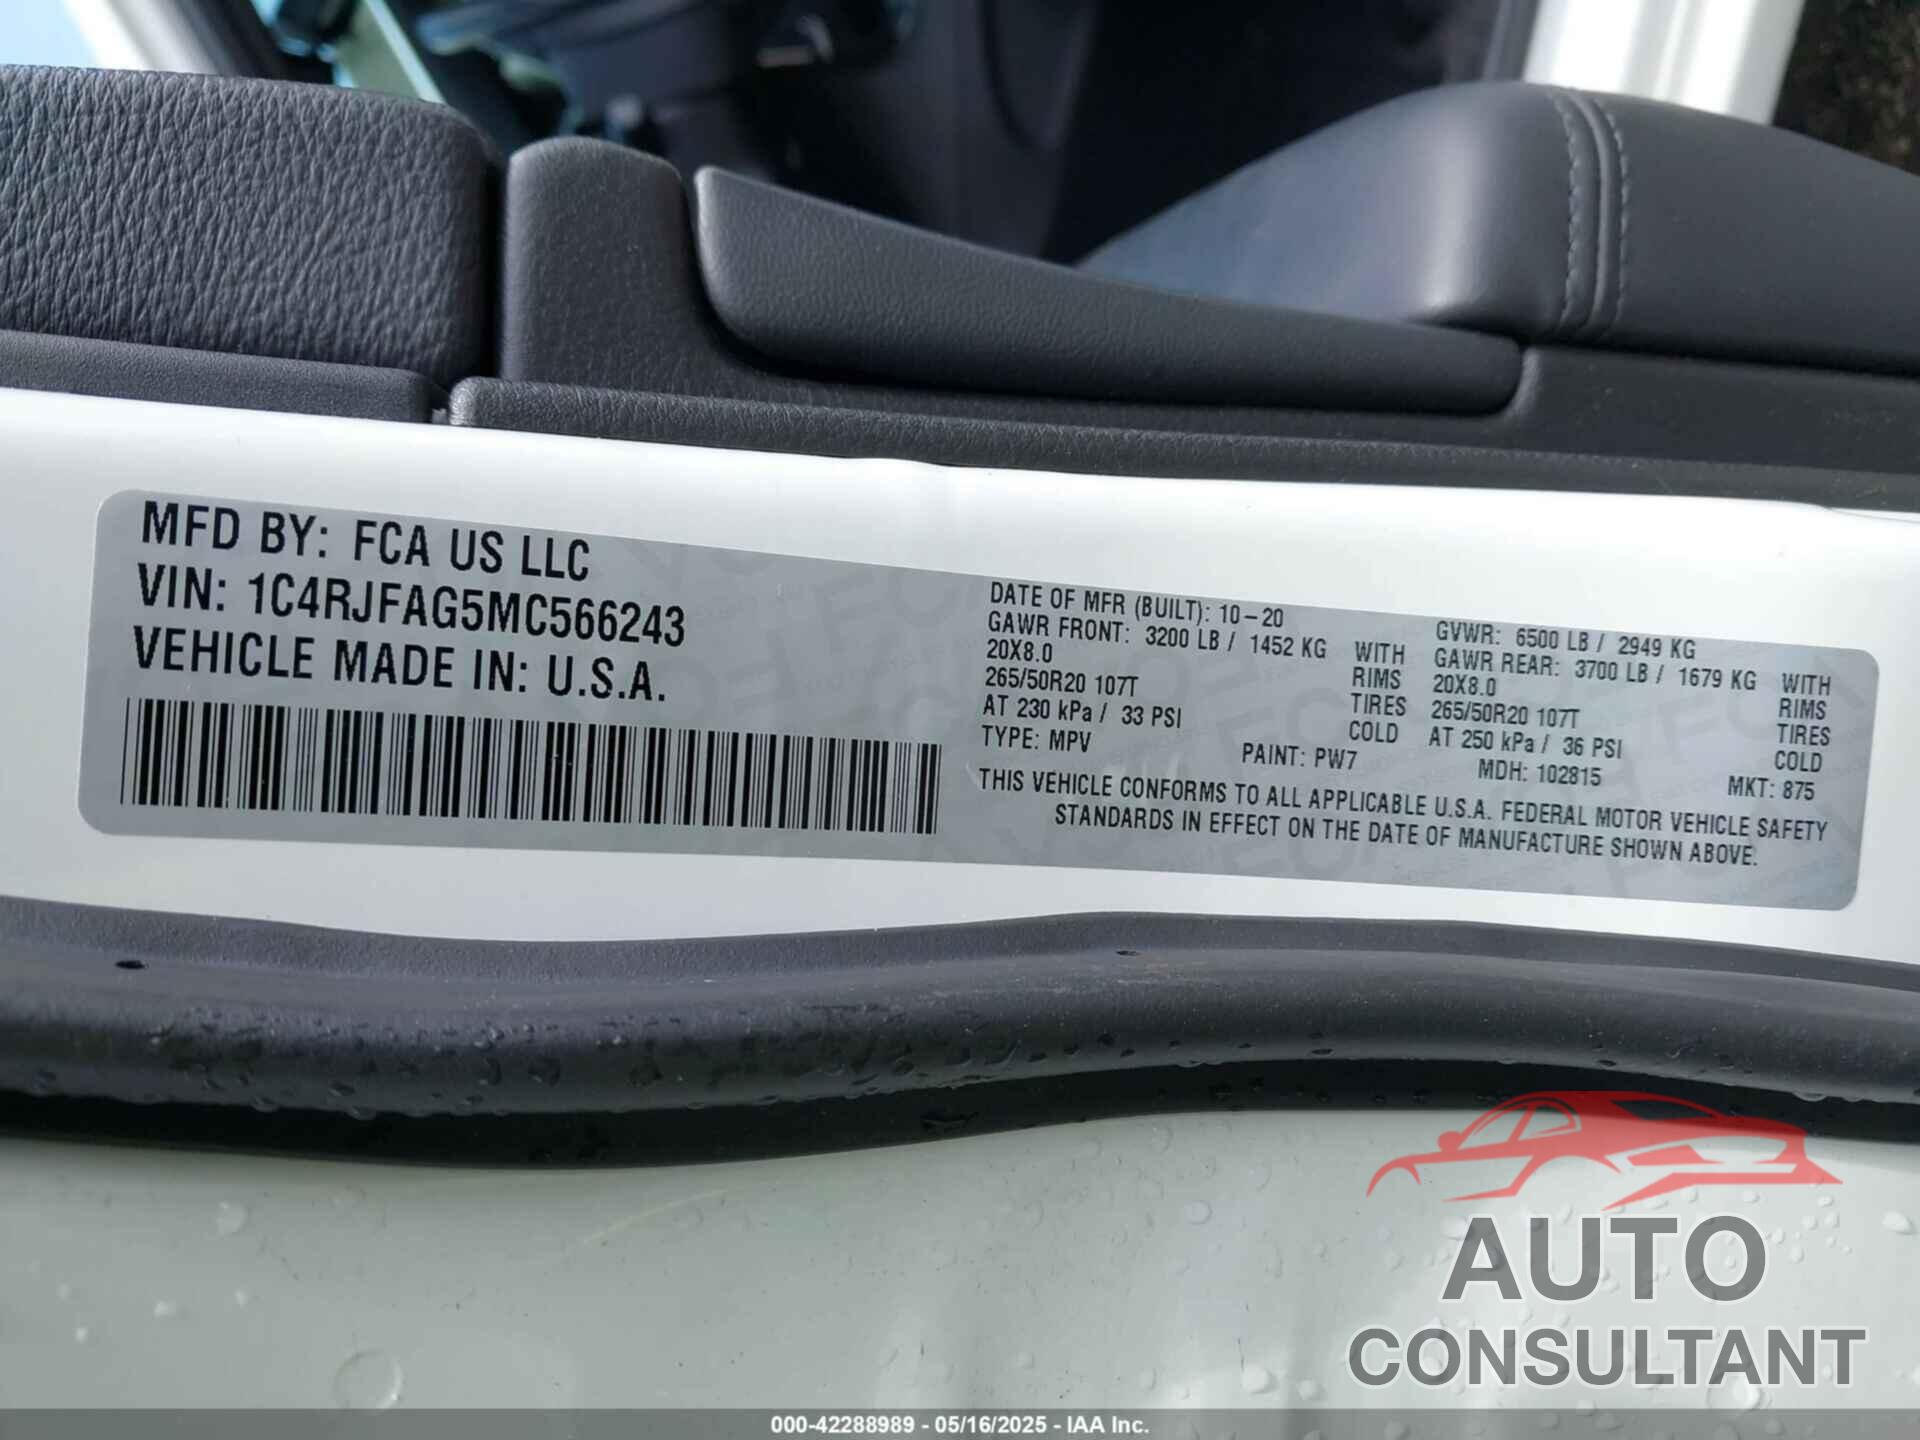 MFD BY: FCA US LLC
VIN: 1C4RJFAG5MC566243
VEHICLE MADE IN: U.S.A.
DATE OF MFR (BUILT): 10-20
GAWR FRONT: 3200 LB / 1452 KG WITH
20X8.0 RIMS
265/50R20 107T TIRES
AT 230 kPa / 33 PSI COLD
TYPE: MPV PAINT: PW7
GVWR: 6500 LB / 2949 KG
GAWR REAR: 3700 LB / 1679 KG WITH
20X8.0 RIMS
265/50R20 107T TIRES
AT 250 kPa / 36 PSI COLD
MDH: 102815 MKT: 875
THIS VEHICLE CONFORMS TO ALL APPLICABLE U.S.A. FEDERAL MOTOR VEHICLE SAFETY
STANDARDS IN EFFECT ON THE DATE OF MANUFACTURE SHOWN ABOVE.
AUTO
CONSULTANT
000-42288989 - 05/16/2025 - IAA Inc.